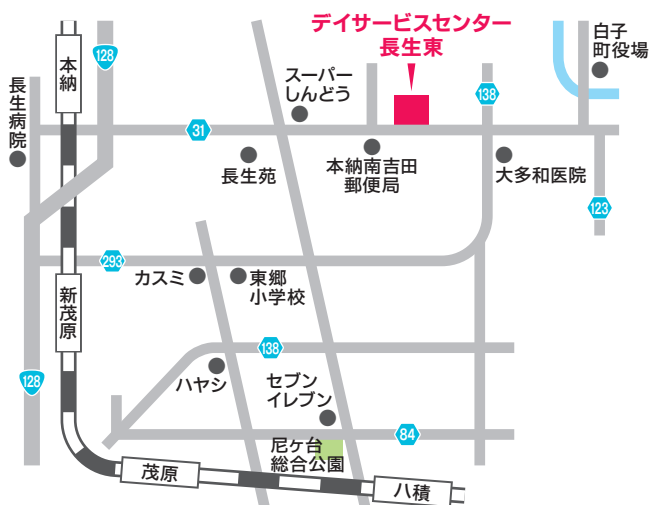 デイサービスセンター
長生東
白子
町役場
128
本納
長生病院
スーパー
しんどう
138
31
長生苑
本納南吉田
郵便局
大多和医院
123
293
カスミ
東郷
小学校
新茂原
138
128
ハヤシ
セブン
イレブン
84
尼ヶ台
総合公園
茂原
八積